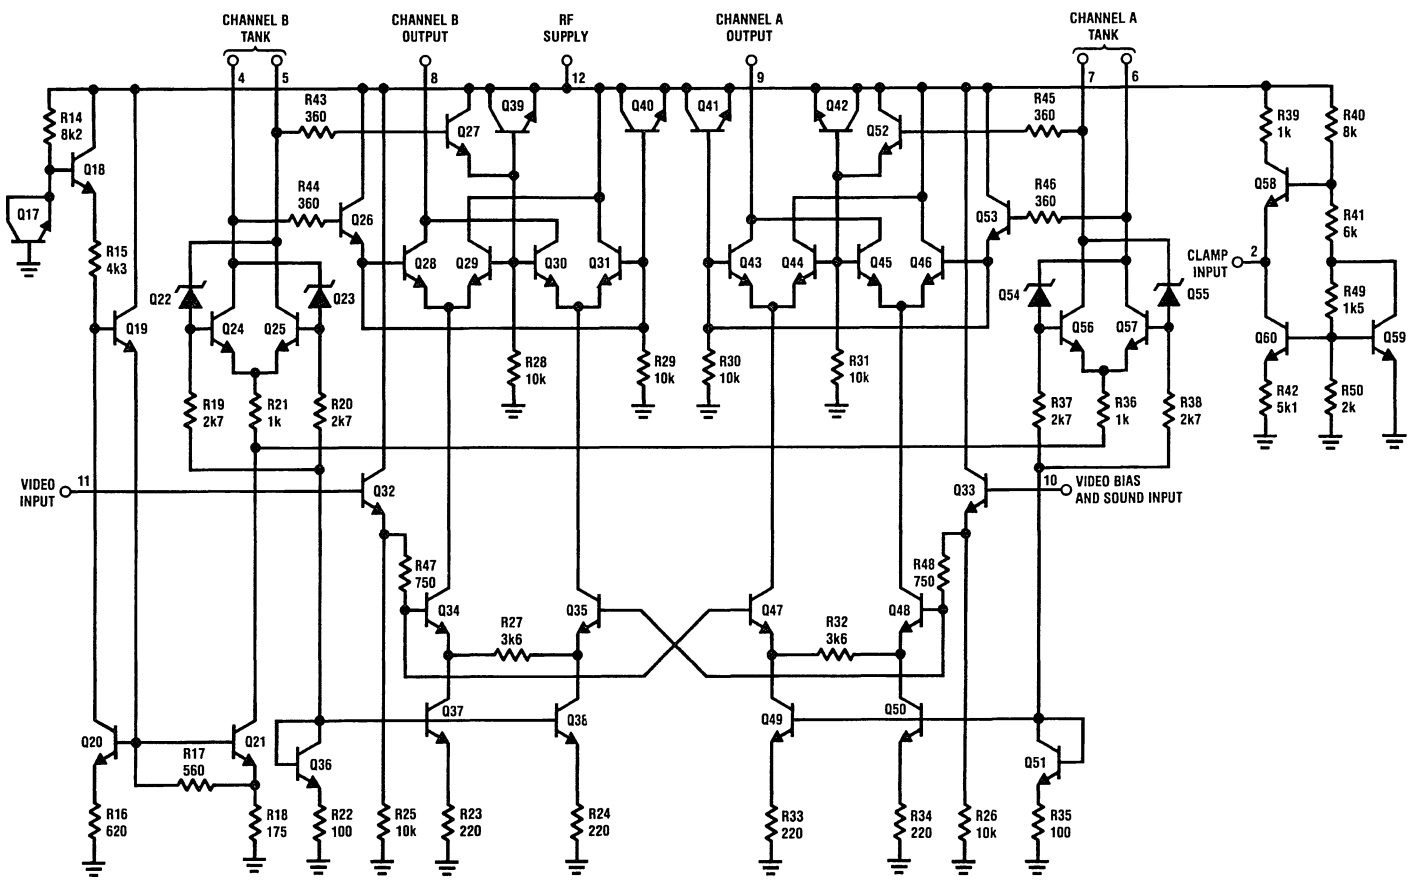 CHANNEL B
TANK
CHANNEL B
OUTPUT
RF
SUPPLY
CHANNEL A
OUTPUT
CHANNEL A
TANK
4
5
8
12
9
7
6
R14
8k2
R43
360
Q27
Q39
Q40
Q41
Q42
Q52
R45
360
R39
1k
R40
8k
Q18
R44
360
Q26
Q53
R46
360
Q58
Q17
R15
4k3
R41
6k
CLAMP
INPUT
2
Q28
Q29
Q30
Q31
Q43
Q44
Q45
Q46
Q22
Q23
Q54
Q55
R49
1k5
Q19
Q24
Q25
Q56
Q57
Q60
Q59
R28
10k
R29
10k
R30
10k
R31
10k
R19
2k7
R21
1k
R20
2k7
R37
2k7
R36
1k
R38
2k7
R42
5k1
R50
2k
VIDEO
INPUT
11
Q32
Q33
10
VIDEO BIAS
AND SOUND INPUT
R47
750
R48
750
Q34
Q35
Q47
Q48
R27
3k6
R32
3k6
Q37
Q38
Q49
Q50
Q20
R17
560
Q21
Q36
Q51
R16
620
R18
175
R22
100
R25
10k
R23
220
R24
220
R33
220
R34
220
R26
10k
R35
100